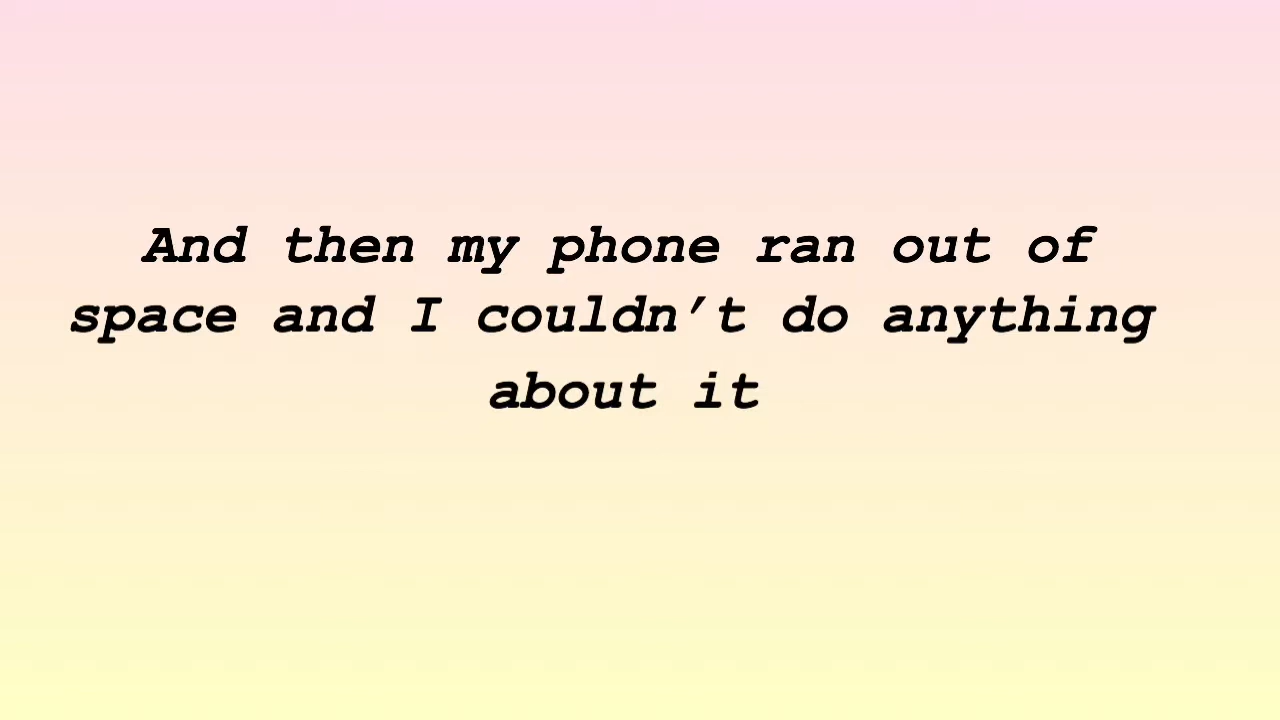 And then my phone ran out of
space and I couldn’t do anything
about it